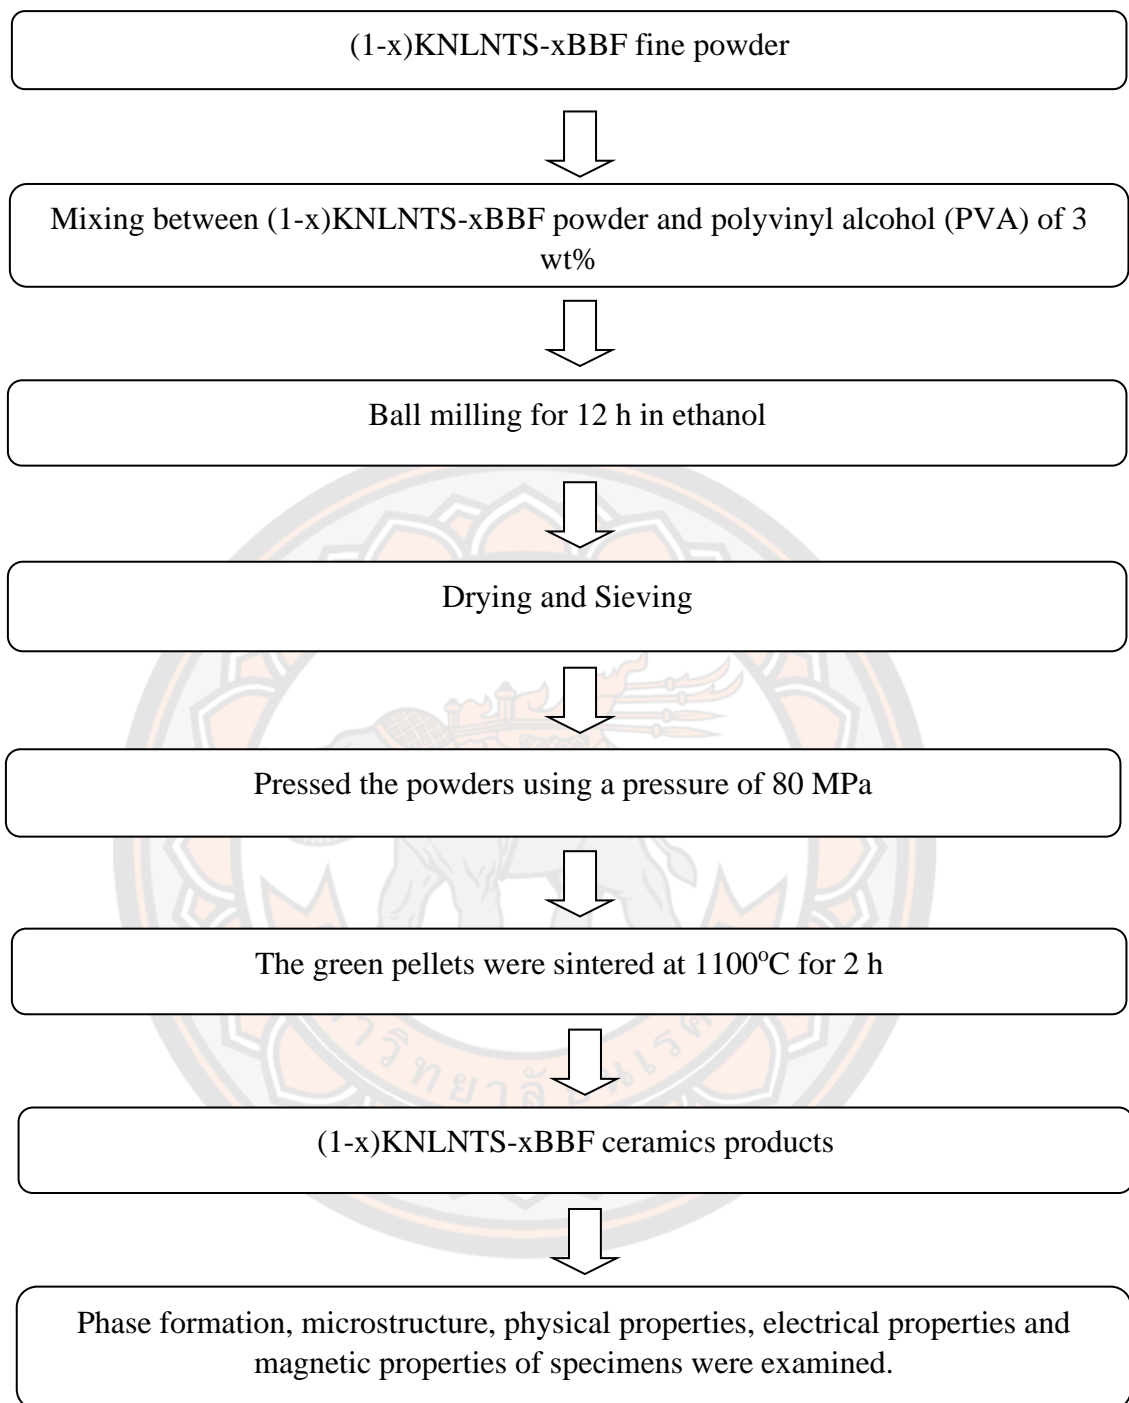 (1-x)KNLNTS-xBBF fine powder
Mixing between (1-x)KNLNTS-xBBF powder and polyvinyl alcohol (PVA) of 3
wt%
Ball milling for 12 h in ethanol
Drying and Sieving
Pressed the powders using a pressure of 80 MPa
The green pellets were sintered at 1100°C for 2 h
(1-x)KNLNTS-xBBF ceramics products
Phase formation, microstructure, physical properties, electrical properties and
magnetic properties of specimens were examined.